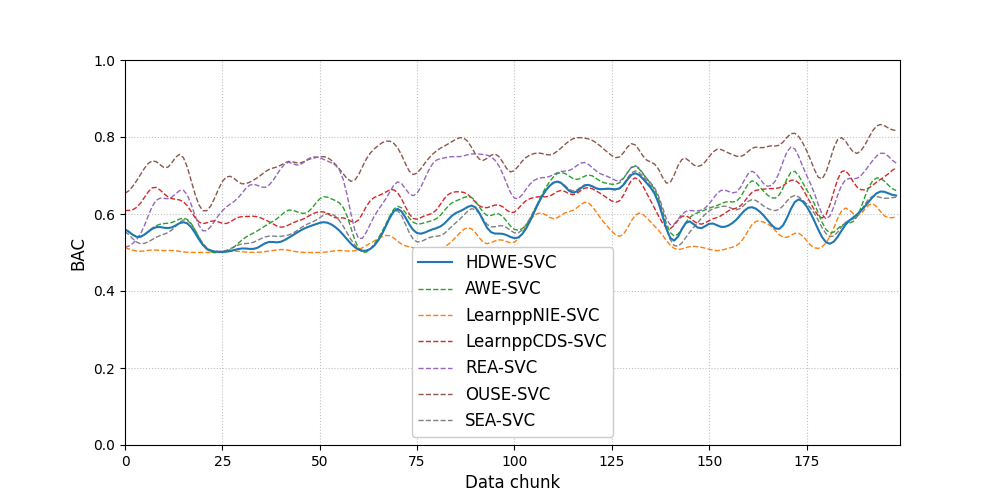 1.0
0.8
0.6
0.4
0.2
0.0
BAC
HDWE-SVC
AWE-SVC
LearnppNIE-SVC
LearnppCDS-SVC
REA-SVC
OUSE-SVC
SEA-SVC
0 25 50 75 100 125 150 175
Data chunk